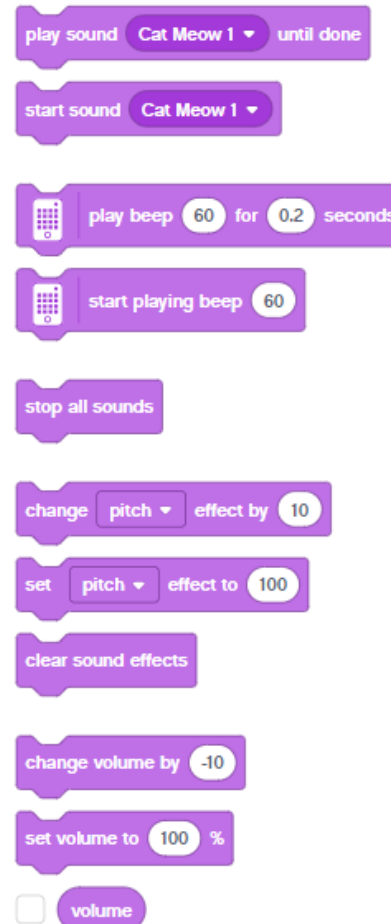 play sound Cat Meow 1 until done
start sound Cat Meow 1
play beep 60 for 0.2 seconds
start playing beep 60
stop all sounds
change pitch effect by 10
set pitch effect to 100
clear sound effects
change volume by -10
set volume to 100 %
volume